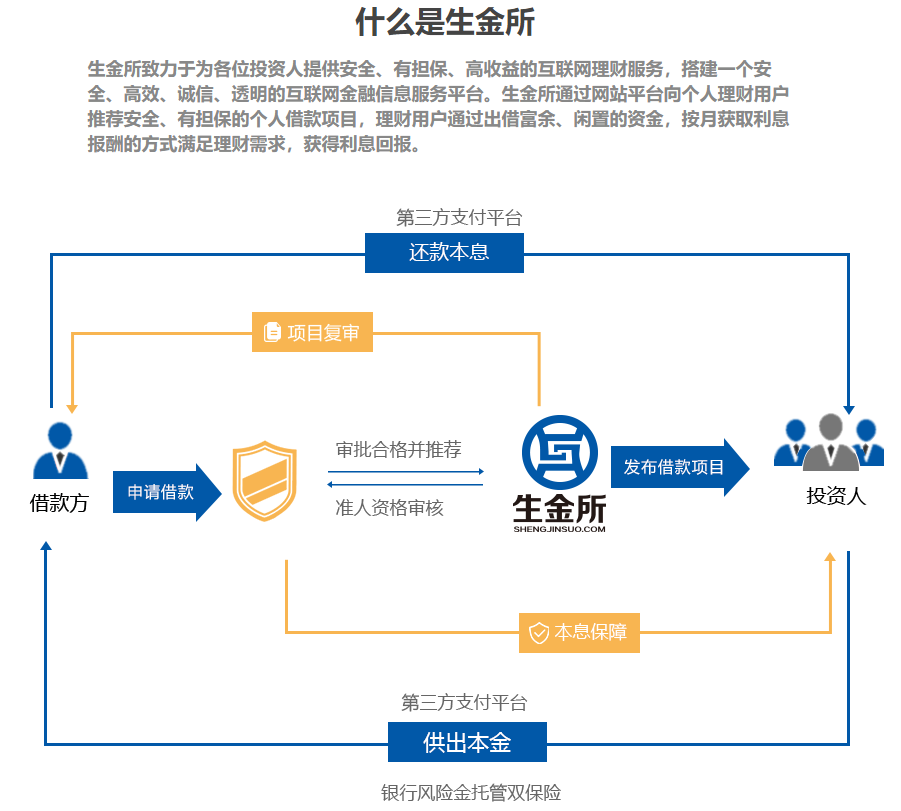 什么是生金所
生金所致力于为各位投资人提供安全、有担保、高收益的互联网理财服务，搭建一个安
全、高效、诚信、透明的互联网金融信息服务平台。生金所通过网站平台向个人理财用户
推荐安全、有担保的个人借款项目，理财用户通过出借富余、闲置的资金，按月获取利息
报酬的方式满足理财需求，获得利息回报。
第三方支付平台
还款本息
项目复审
审批合格并推荐
准人资格审核
借款方
申请借款
生金所
SHENGJINSUO.COM
发布借款项目
投资人
本息保障
第三方支付平台
供出本金
银行风险金托管双保险